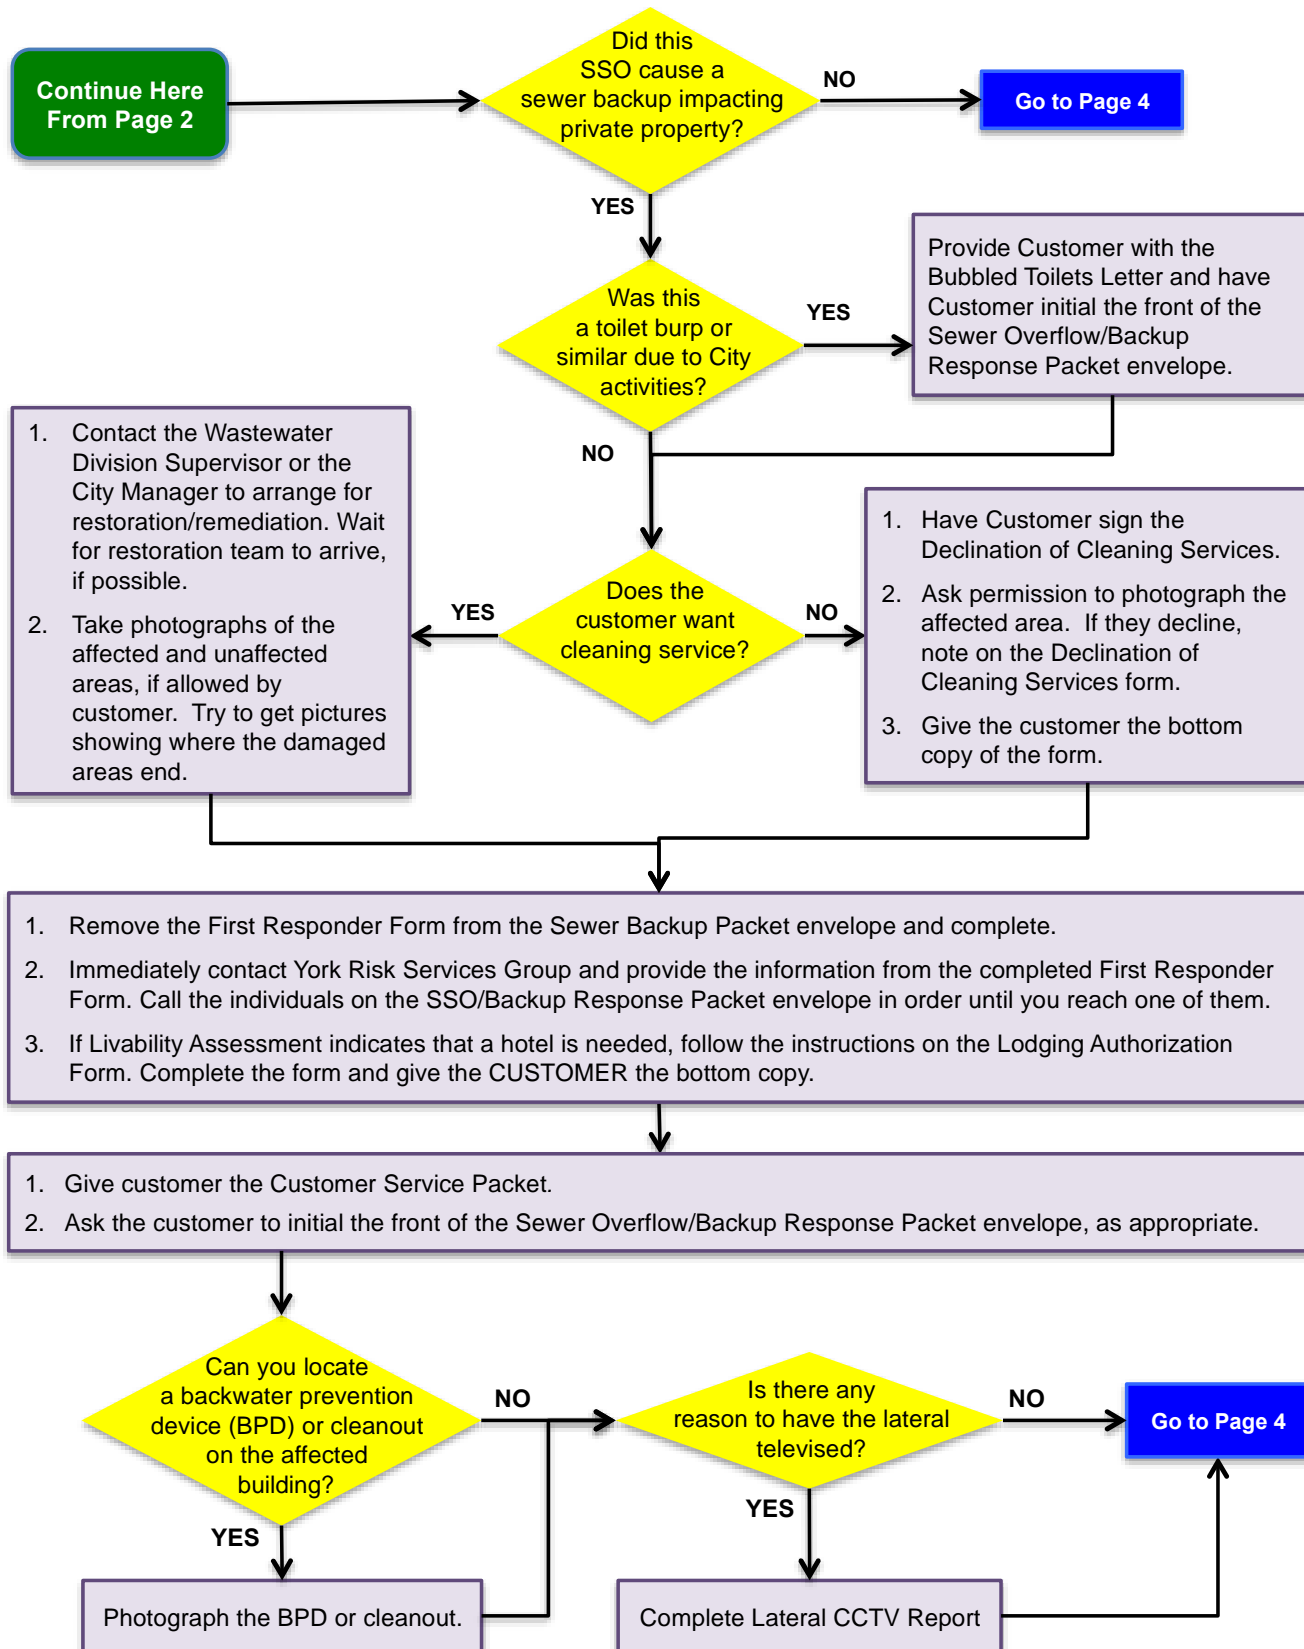 Continue Here
From Page 2
Did this
SSO cause a
sewer backup impacting
private property?
NO
Go to Page 4
YES
Was this
a toilet burp or
similar due to City
activities?
YES
Provide Customer with the
Bubbled Toilets Letter and have
Customer initial the front of the
Sewer Overflow/Backup
Response Packet envelope.
NO
1. Contact the Wastewater
Division Supervisor or the
City Manager to arrange for
restoration/remediation. Wait
for restoration team to arrive,
if possible.
2. Take photographs of the
affected and unaffected
areas, if allowed by
customer. Try to get pictures
showing where the damaged
areas end.
YES
Does the
customer want
cleaning service?
NO
1. Have Customer sign the
Declination of Cleaning Services.
2. Ask permission to photograph the
affected area. If they decline,
note on the Declination of
Cleaning Services form.
3. Give the customer the bottom
copy of the form.
1. Remove the First Responder Form from the Sewer Backup Packet envelope and complete.
2. Immediately contact York Risk Services Group and provide the information from the completed First Responder
Form. Call the individuals on the SSO/Backup Response Packet envelope in order until you reach one of them.
3. If Livability Assessment indicates that a hotel is needed, follow the instructions on the Lodging Authorization
Form. Complete the form and give the CUSTOMER the bottom copy.
1. Give customer the Customer Service Packet.
2. Ask the customer to initial the front of the Sewer Overflow/Backup Response Packet envelope, as appropriate.
Can you locate
a backwater prevention
device (BPD) or cleanout
on the affected
building?
NO
YES
Photograph the BPD or cleanout.
Is there any
reason to have the lateral
televised?
NO
YES
Complete Lateral CCTV Report
Go to Page 4